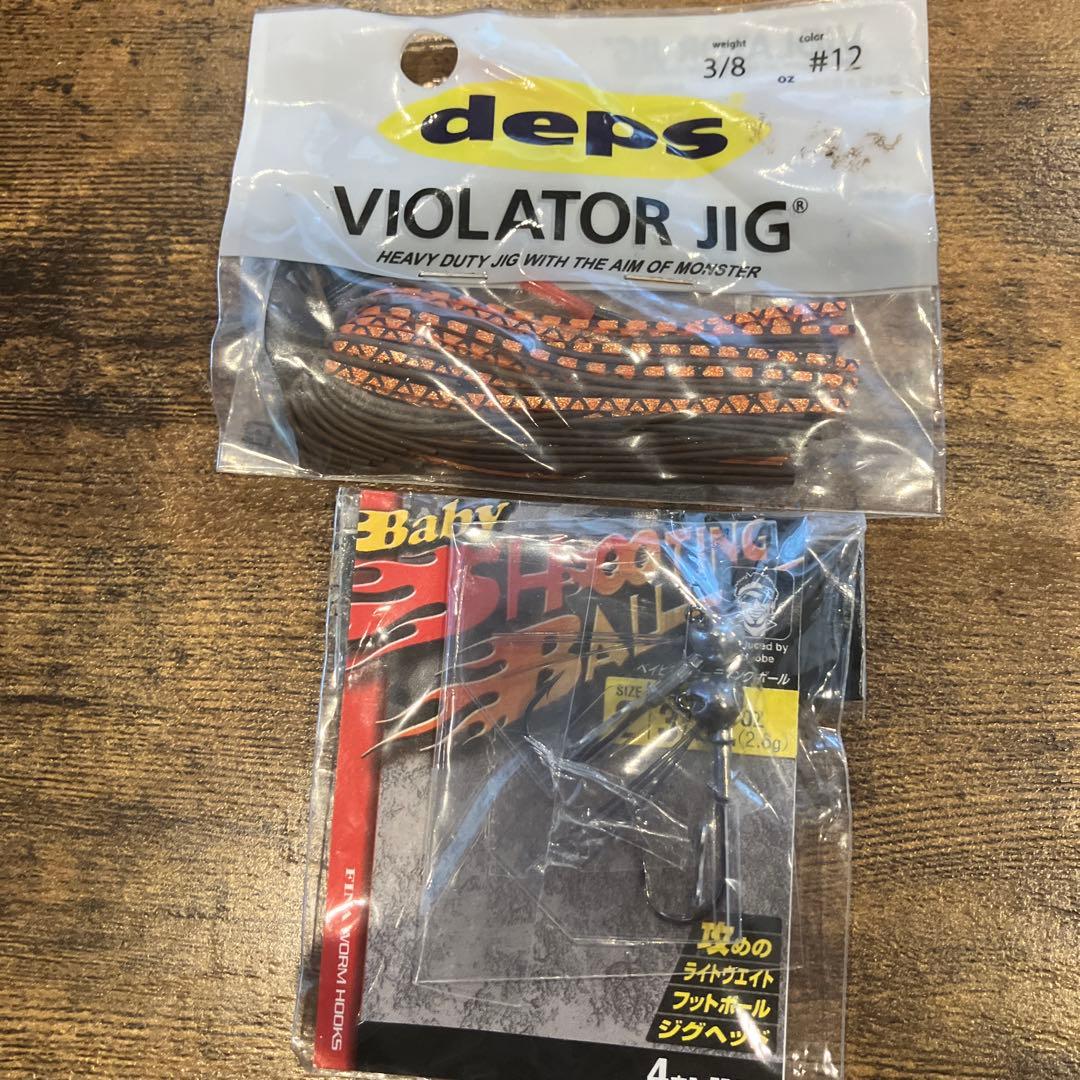 weight color
3/8 oz #12
deps
VIOLATOR JIG®
HEAVY DUTY JIG WITH THE AIM OF MONSTER
Baby
SHOOTING
BALL
SIZE
(2.6g)
WORM HOOKS
攻めの
ライトウエイト
フットボール
ジグヘッド